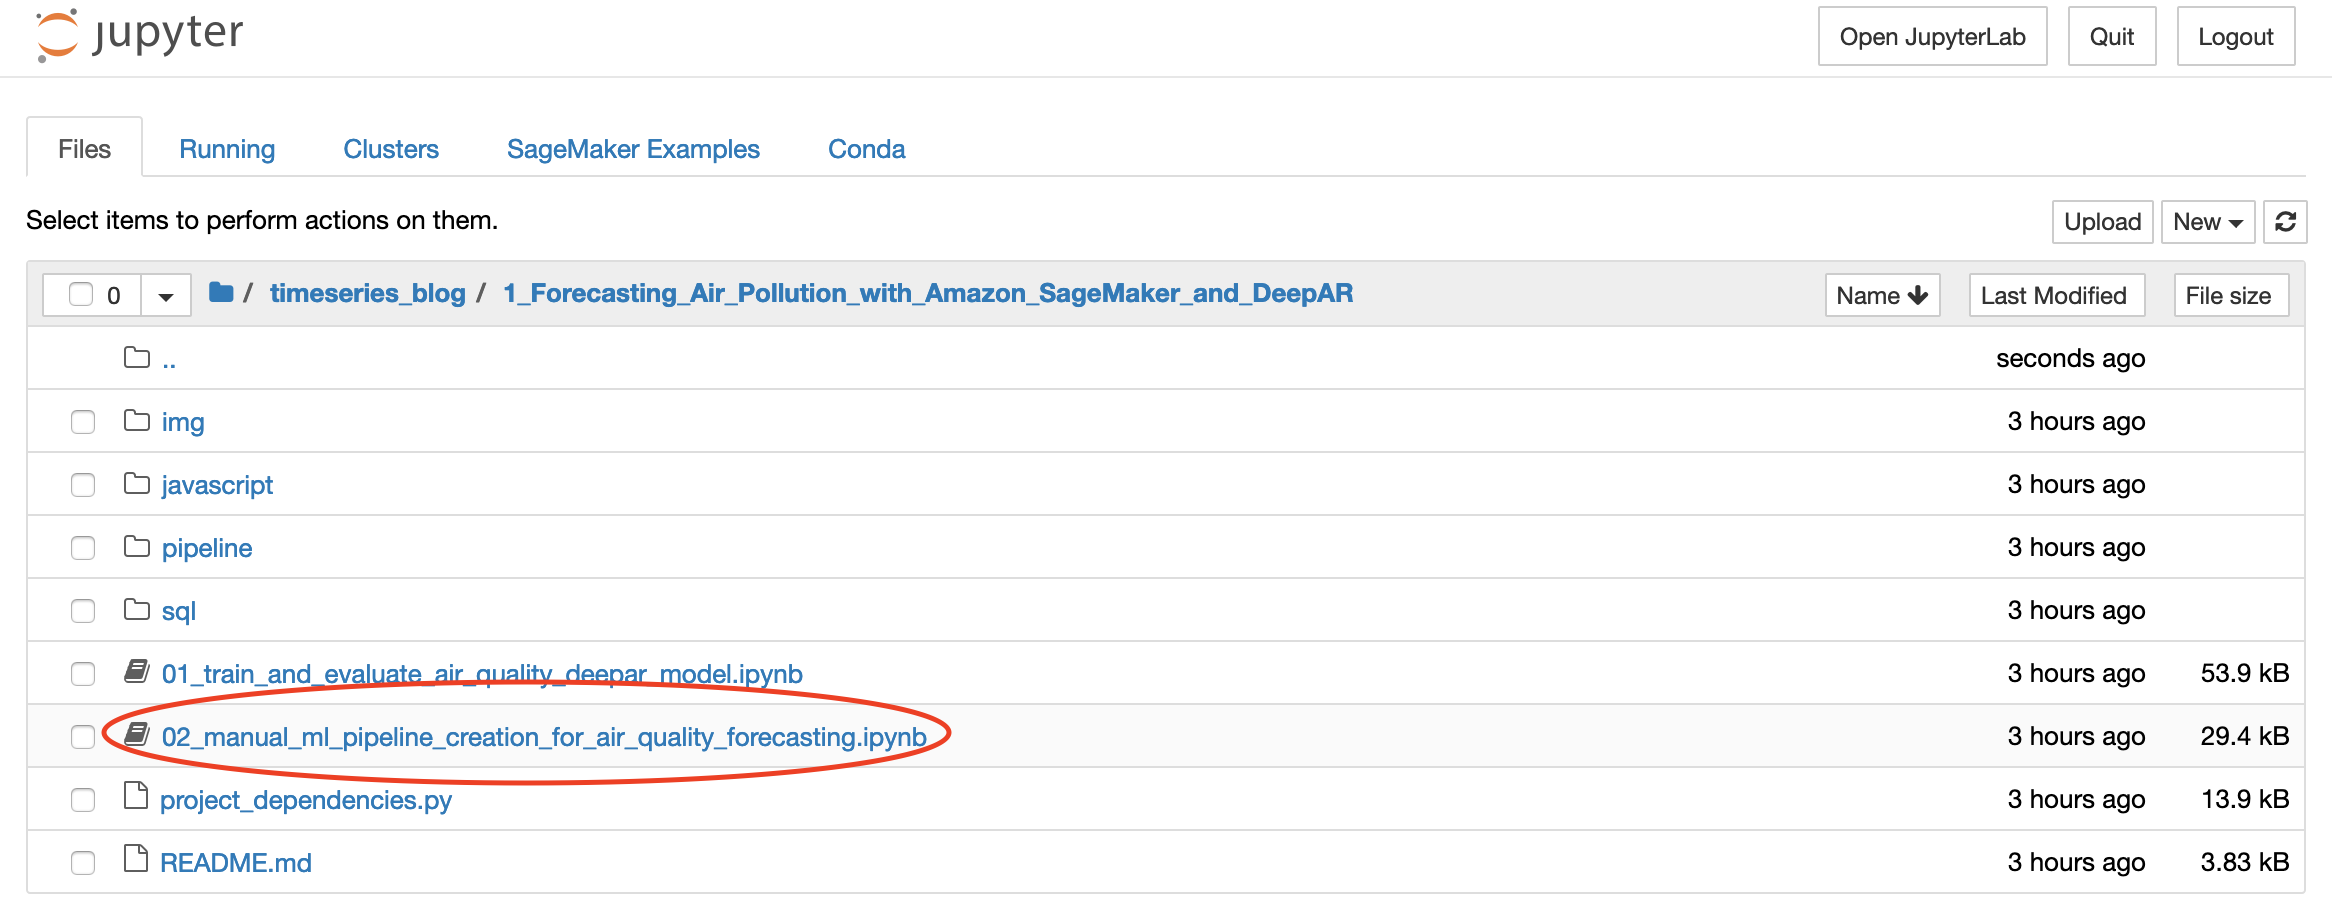 jupyter Open JupyterLab Quit Logout
Files Running Clusters SageMaker Examples Conda
Select items to perform actions on them. Upload New
0 / timeseries_blog / 1_Forecasting_Air_Pollution_with_Amazon_SageMaker_and_DeepAR Name Last Modified File size
.. seconds ago
img 3 hours ago
javascript 3 hours ago
pipeline 3 hours ago
sql 3 hours ago
01_train_and_evaluate_air_quality_deepar_model.ipynb 3 hours ago 53.9 kB
02_manual_ml_pipeline_creation_for_air_quality_forecasting.ipynb 3 hours ago 29.4 kB
project_dependencies.py 3 hours ago 13.9 kB
README.md 3 hours ago 3.83 kB